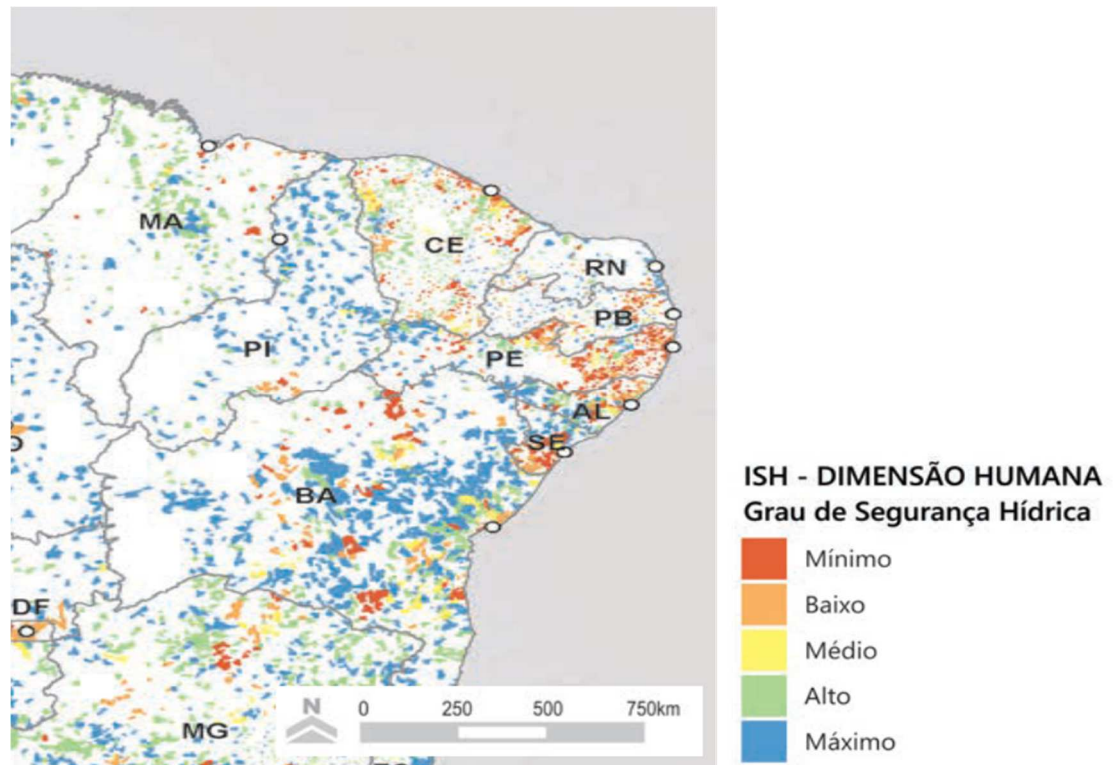 MA
CE
RN
PB
PI
PE
AL
SE
BA
DF
MG
N
0 250 500 750km
ISH - DIMENSÃO HUMANA
Grau de Segurança Hídrica
Mínimo
Baixo
Médio
Alto
Máximo